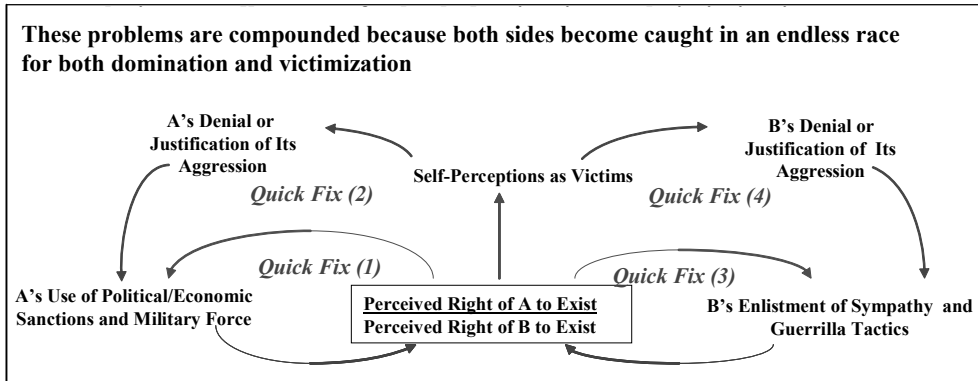 These problems are compounded because both sides become caught in an endless race
for both domination and victimization
A's Denial or
Justification of Its
Aggression
B's Denial or
Justification of Its
Aggression
Self-Perceptions as Victims
Quick Fix (2)
Quick Fix (4)
Quick Fix (1)
Quick Fix (3)
A's Use of Political/Economic
Sanctions and Military Force
Perceived Right of A to Exist
Perceived Right of B to Exist
B's Enlistment of Sympathy and
Guerrilla Tactics